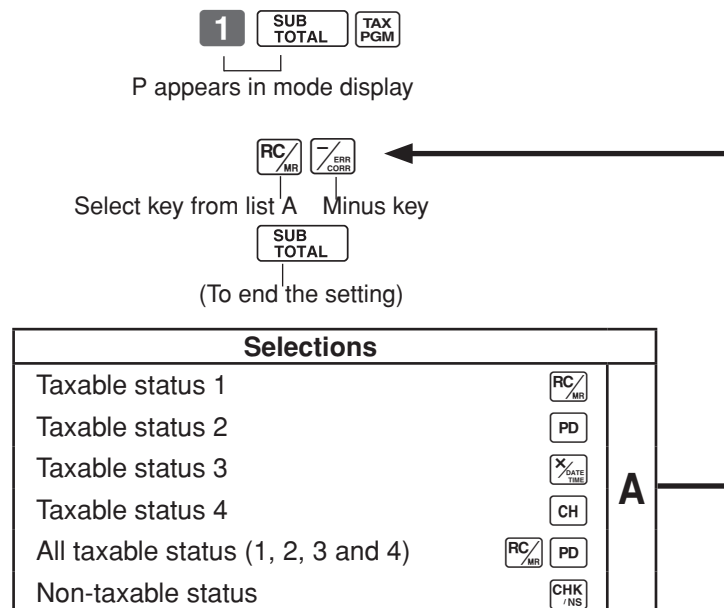 1 SUB TOTAL TAX PGM
P appears in mode display
RC/MR −/ERR CORR
Select key from list A Minus key
SUB TOTAL
(To end the setting)
Selections
Taxable status 1 RC/MR
Taxable status 2 PD
Taxable status 3 ×/DATE TIME
Taxable status 4 CH
All taxable status (1, 2, 3 and 4) RC/MR PD
Non-taxable status CHK/NS
A